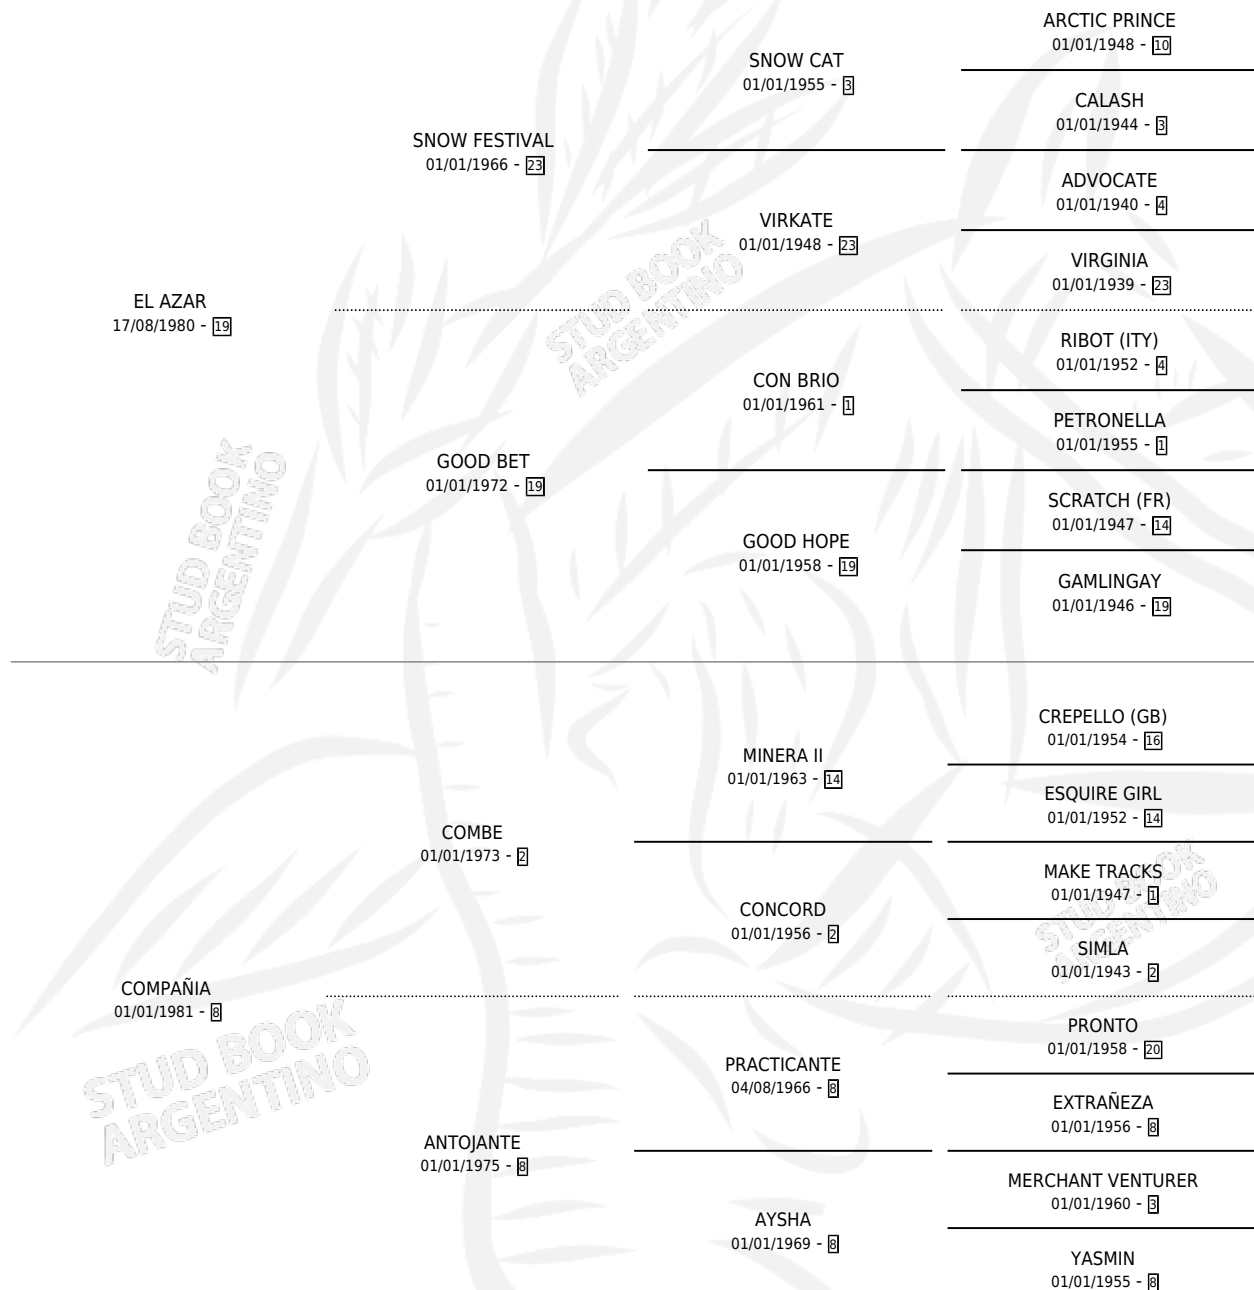 ARCTIC PRINCE
01/01/1948 - 10
SNOW CAT
01/01/1955 - 3
CALASH
01/01/1944 - 3
SNOW FESTIVAL
01/01/1966 - 23
ADVOCATE
01/01/1940 - 4
VIRKATE
01/01/1948 - 23
VIRGINIA
01/01/1939 - 23
EL AZAR
17/08/1980 - 19
RIBOT (ITY)
01/01/1952 - 4
CON BRIO
01/01/1961 - 1
PETRONELLA
01/01/1955 - 1
GOOD BET
01/01/1972 - 19
SCRATCH (FR)
01/01/1947 - 14
GOOD HOPE
01/01/1958 - 19
GAMLINGAY
01/01/1946 - 19
STUD BOOK
ARGENTINO
STUD BOOK
ARGENTINO
CREPELLO (GB)
01/01/1954 - 16
MINERA II
01/01/1963 - 14
ESQUIRE GIRL
01/01/1952 - 14
COMBE
01/01/1973 - 2
MAKE TRACKS
01/01/1947 - 1
CONCORD
01/01/1956 - 2
SIMLA
01/01/1943 - 2
COMPAÑIA
01/01/1981 - 8
PRONTO
01/01/1958 - 20
PRACTICANTE
04/08/1966 - 8
EXTRAÑEZA
01/01/1956 - 8
ANTOJANTE
01/01/1975 - 8
MERCHANT VENTURER
01/01/1960 - 3
AYSHA
01/01/1969 - 8
YASMIN
01/01/1955 - 8
STUD BOOK
ARGENTINO
STUD BOOK
ARGENTINO